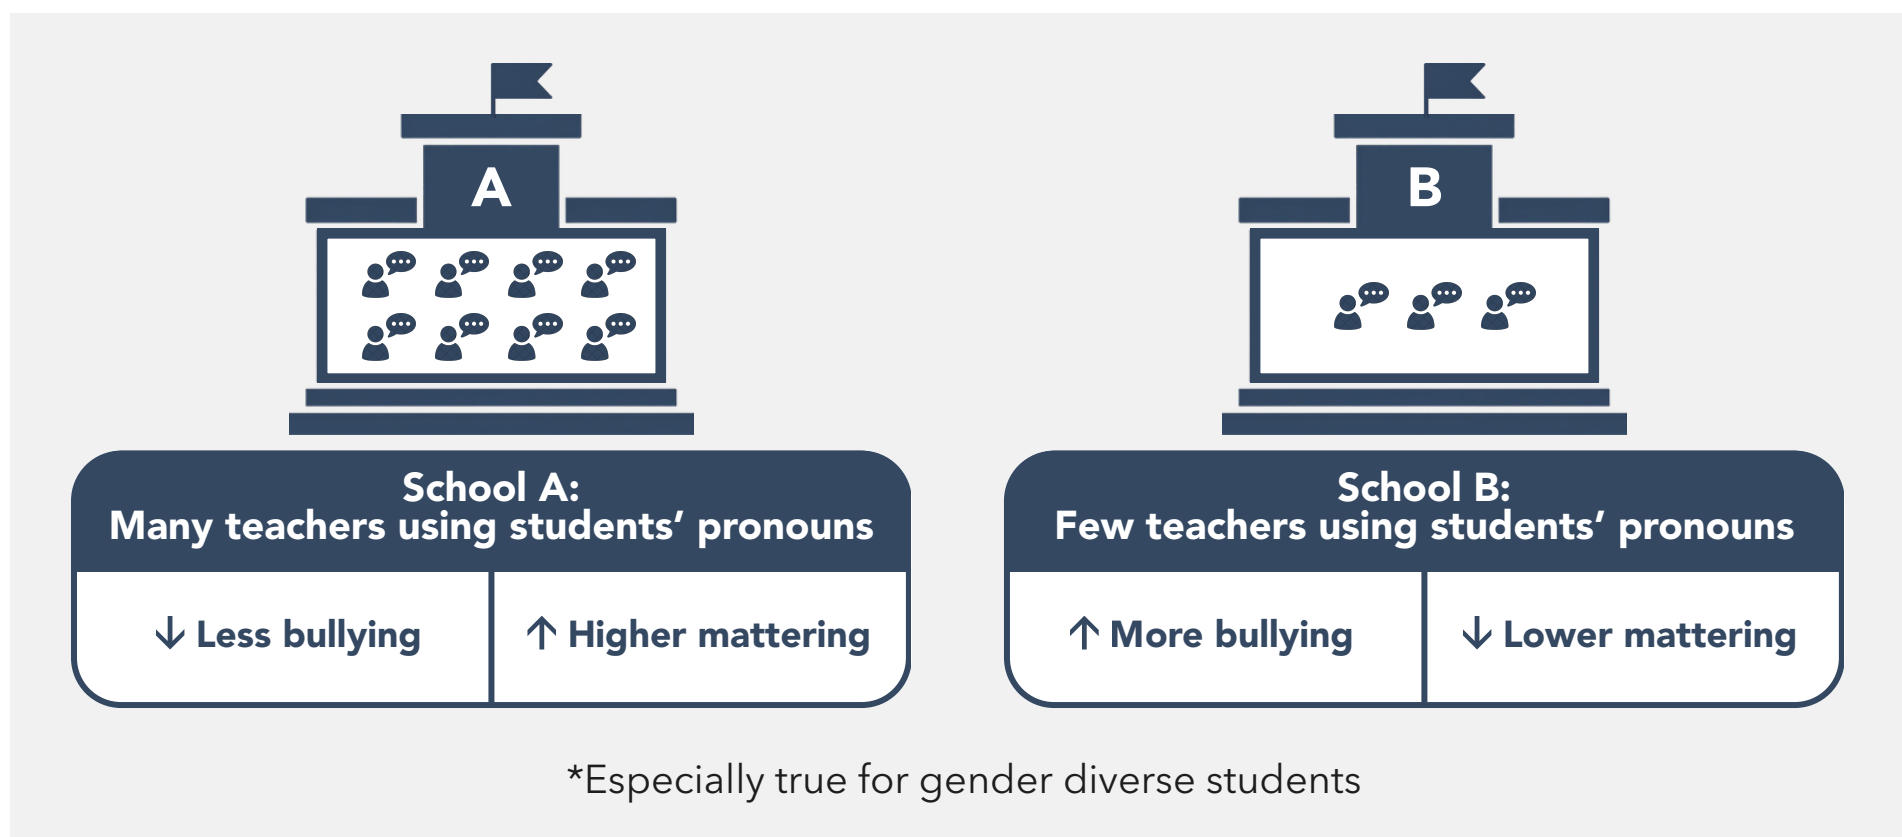 A
B
School A:
Many teachers using students’ pronouns
↓ Less bullying
↑ Higher mattering
School B:
Few teachers using students’ pronouns
↑ More bullying
↓ Lower mattering
*Especially true for gender diverse students